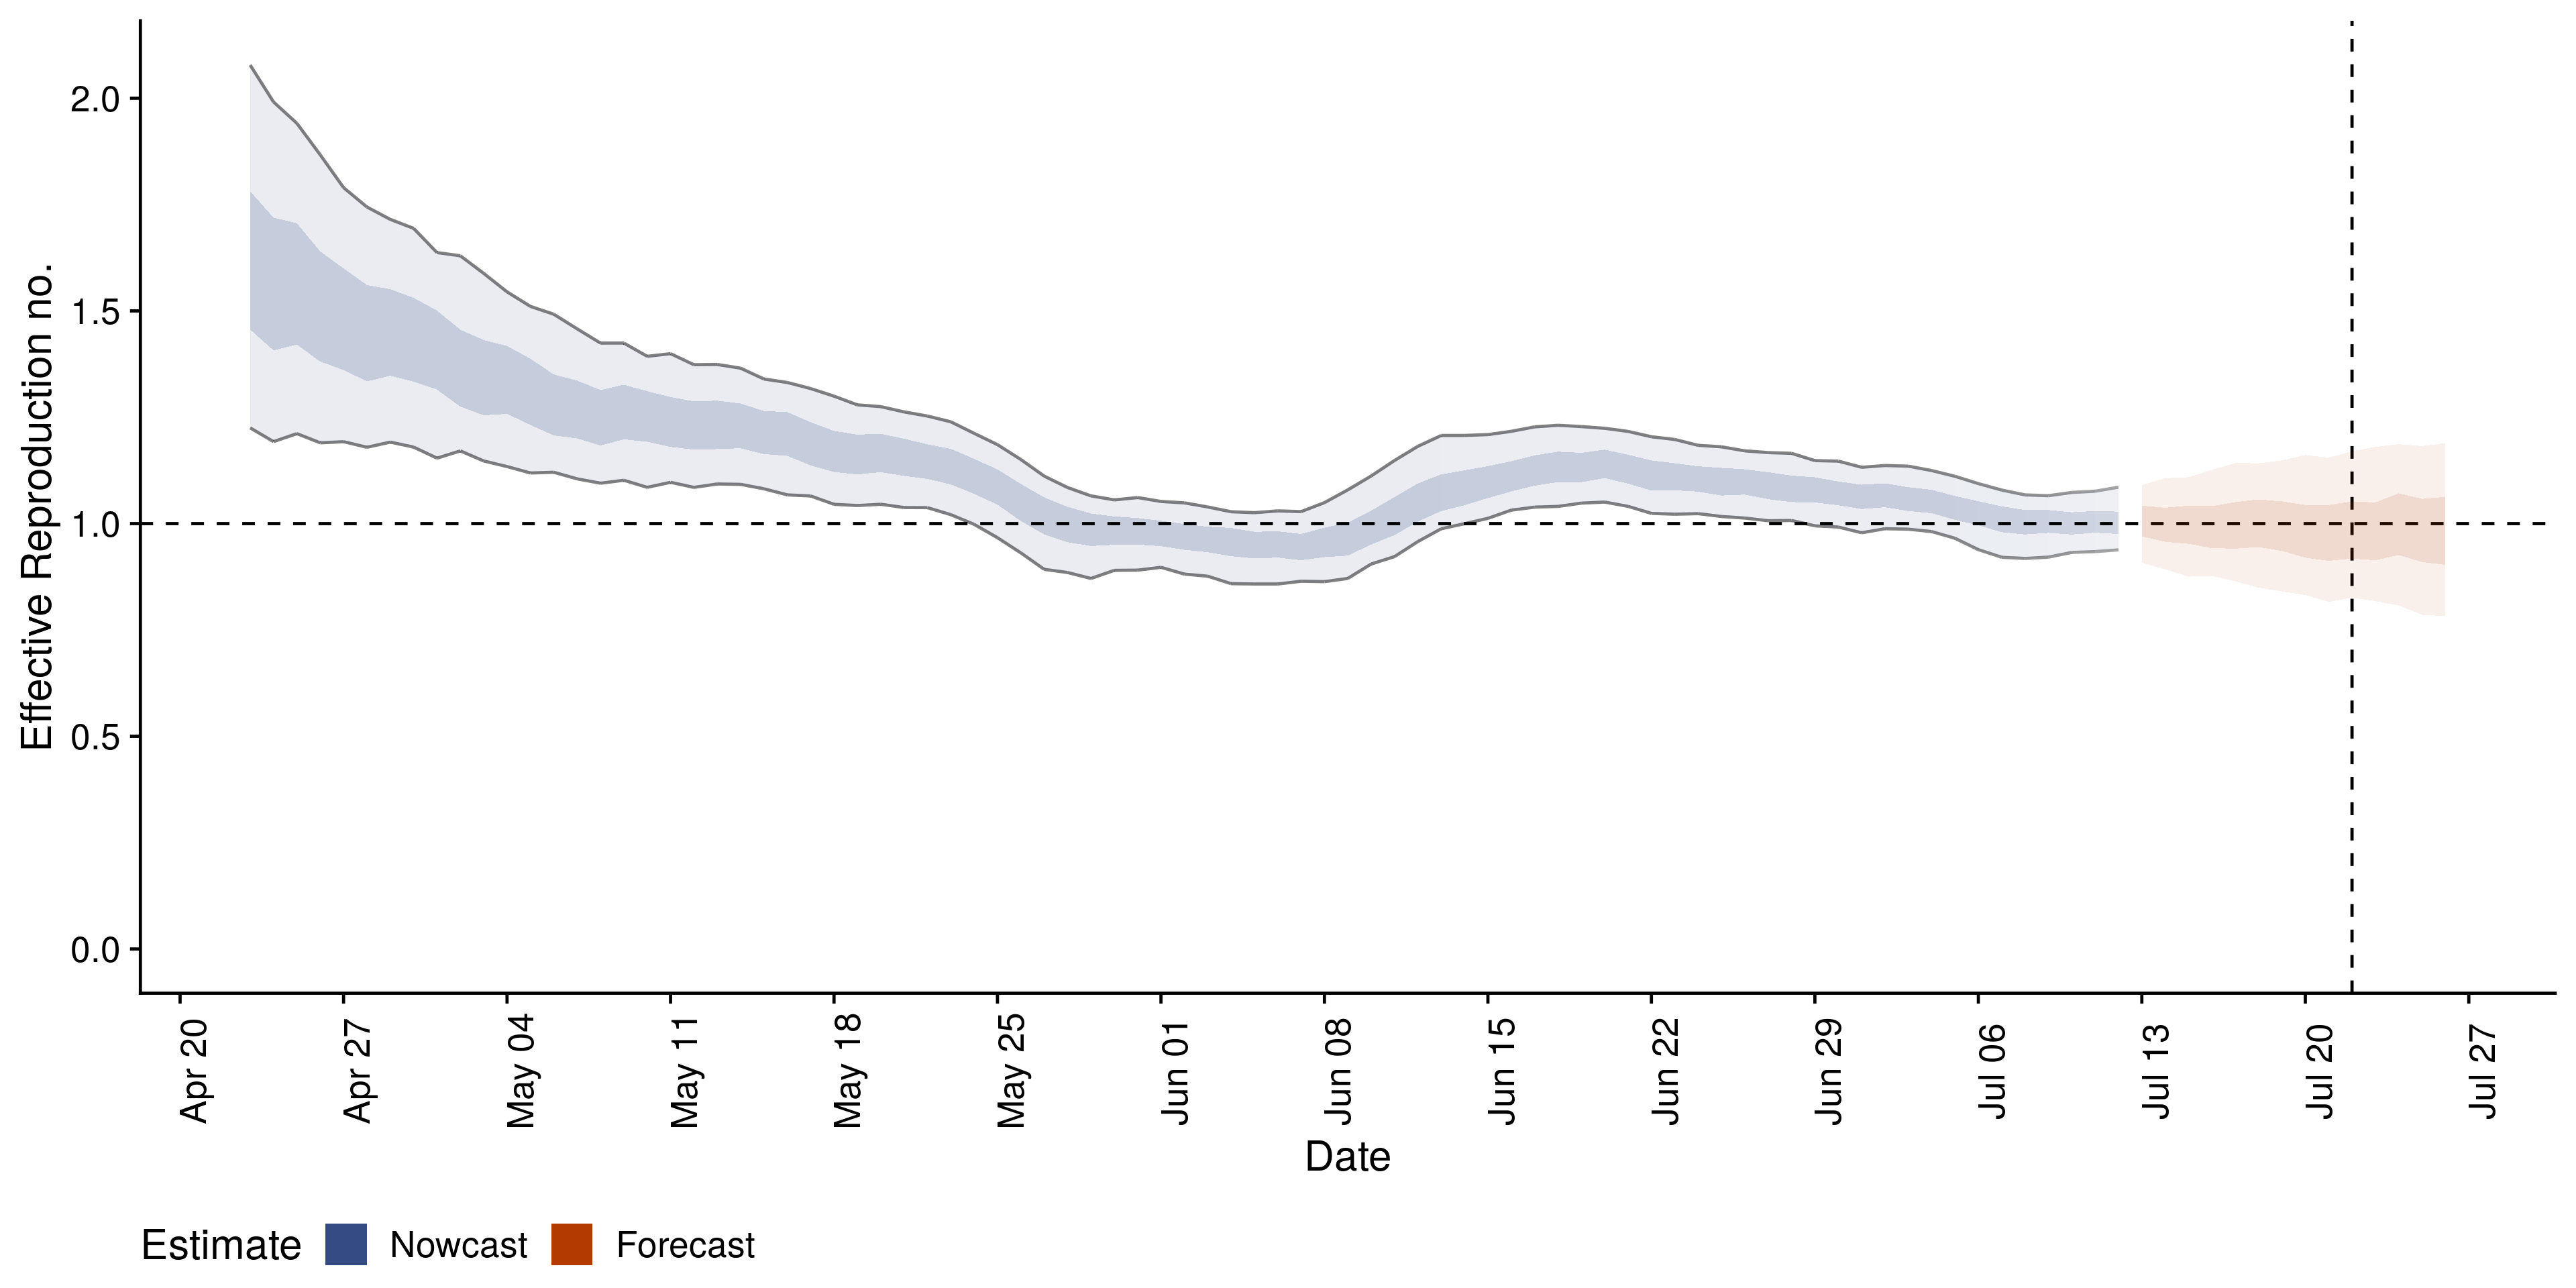 Effective Reproduction no.
2.0
1.5
1.0
0.5
0.0
Apr 20
Apr 27
May 04
May 11
May 18
May 25
Jun 01
Jun 08
Jun 15
Jun 22
Jun 29
Jul 06
Jul 13
Jul 20
Jul 27
Date
Estimate Nowcast Forecast